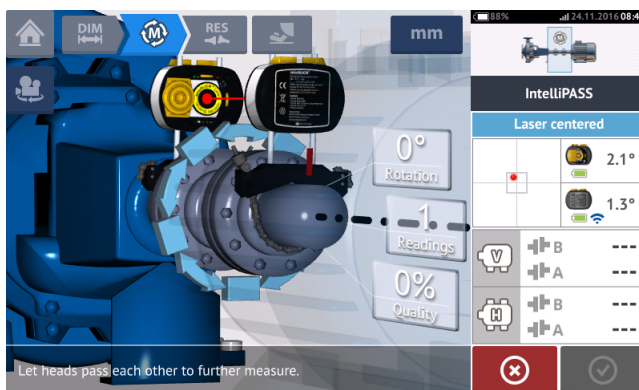 DIM
M
RES
mm
88%
24.11.2016 08:4
IntelliPASS
Laser centered
2.1°
1.3°
0°
Rotation
1
Readings
0%
Quality
V
B ---
A ---
H
B ---
A ---
Let heads pass each other to further measure.